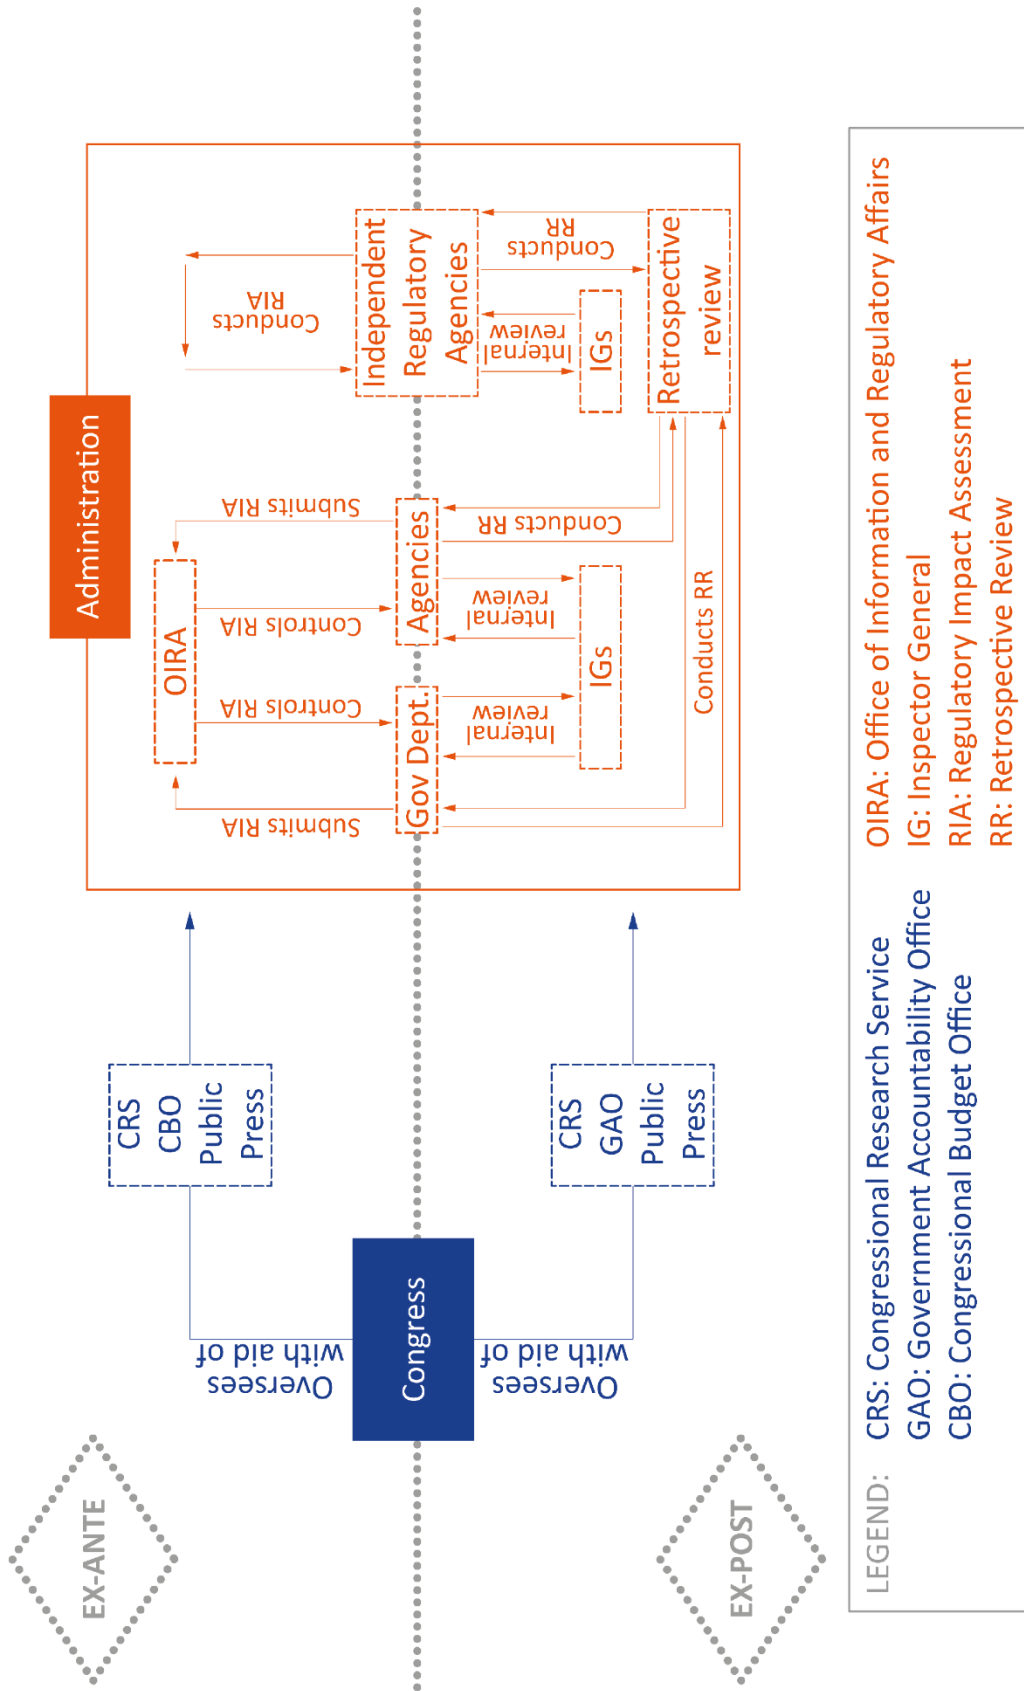 EX-ANTE
Administration
OIRA
Submits RIA
Controls RIA
Controls RIA
Submits RIA
Conducts
RIA
CRS
CBO
Public
Press
Oversees
with aid of
Congress
Gov Dept.
Agencies
Independent
Regulatory
Agencies
Oversees
with aid of
CRS
GAO
Public
Press
Internal
review
Internal
review
Conducts RR
Internal
review
Conducts
RR
IGs
IGs
Conducts RR
Retrospective
review
EX-POST
LEGEND:
CRS: Congressional Research Service
GAO: Government Accountability Office
CBO: Congressional Budget Office
OIRA: Office of Information and Regulatory Affairs
IG: Inspector General
RIA: Regulatory Impact Assessment
RR: Retrospective Review